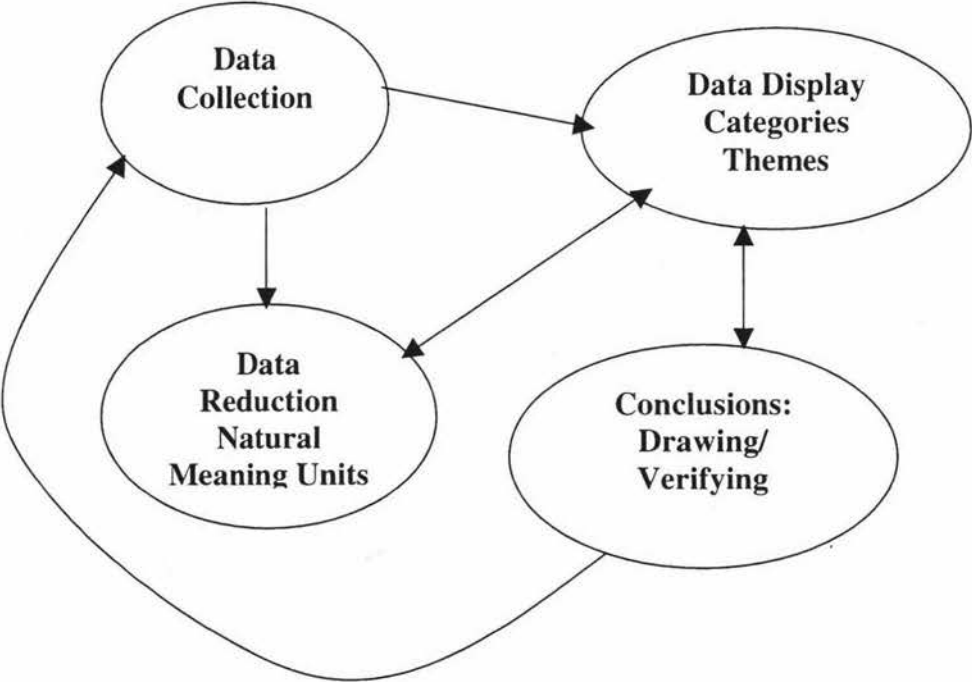 Data
Collection
Data Display
Categories
Themes
Data
Reduction
Natural
Meaning Units
Conclusions:
Drawing/
Verifying